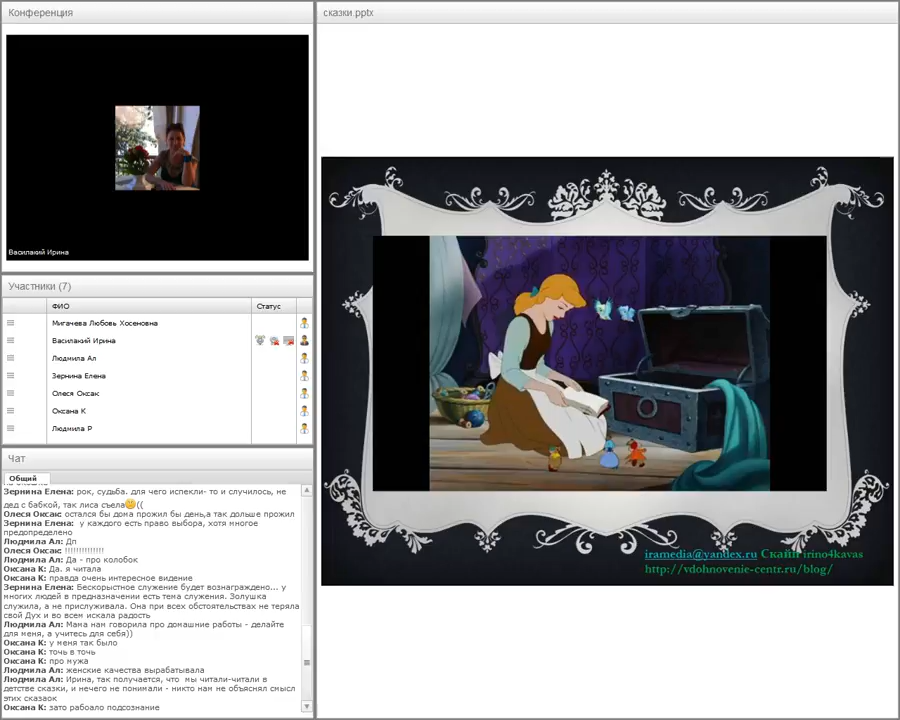 Конференция
Василакий Ирина
Участники (7)
ФИО Статус
Мигачева Любовь Хосеновна
Василакий Ирина
Людмила Ал
Зернина Елена
Олеся Оксак
Оксана К
Людмила Р
Чат
Общий
Зернина Елена: рок, судьба. для чего испекли- то и случилось, не
дед с бабкой, так лиса съела((
Олеся Оксак: остался бы дома прожил бы день,а так дольше прожил
Зернина Елена: у каждого есть право выбора, хотя многое
предопределено
Людмила Ал: Дп
Олеся Оксак: !!!!!!!!!!!!!!
Людмила Ал: Да - про колобок
Оксана К: Да. я читала
Оксана К: правда очень интересное видение
Зернина Елена: Бескорыстное служение будет вознаграждено... у
многих людей в предназначении есть тема служения. Золушка
служила, а не прислуживала. Она при всех обстоятельствах не теряла
свой Дух и во всем искала радость
Людмила Ал: Мама нам говорила про домашние работы - делайте
для меня, а учитесь для себя))
Оксана К: у меня так было
Оксана К: точь в точь
Оксана К: про мужа
Людмила Ал: женские качества вырабатывала
Людмила Ал: Ирина, так получается, что мы читали-читали в
детстве сказки, и нечего не понимали - никто нам не объяснял смысл
этих сказаок
Оксана К: зато рабоало подсознание
сказки.pptx
iramedia@yandex.ru Скайп irino4kavas
http://vdohnovenie-centr.ru/blog/